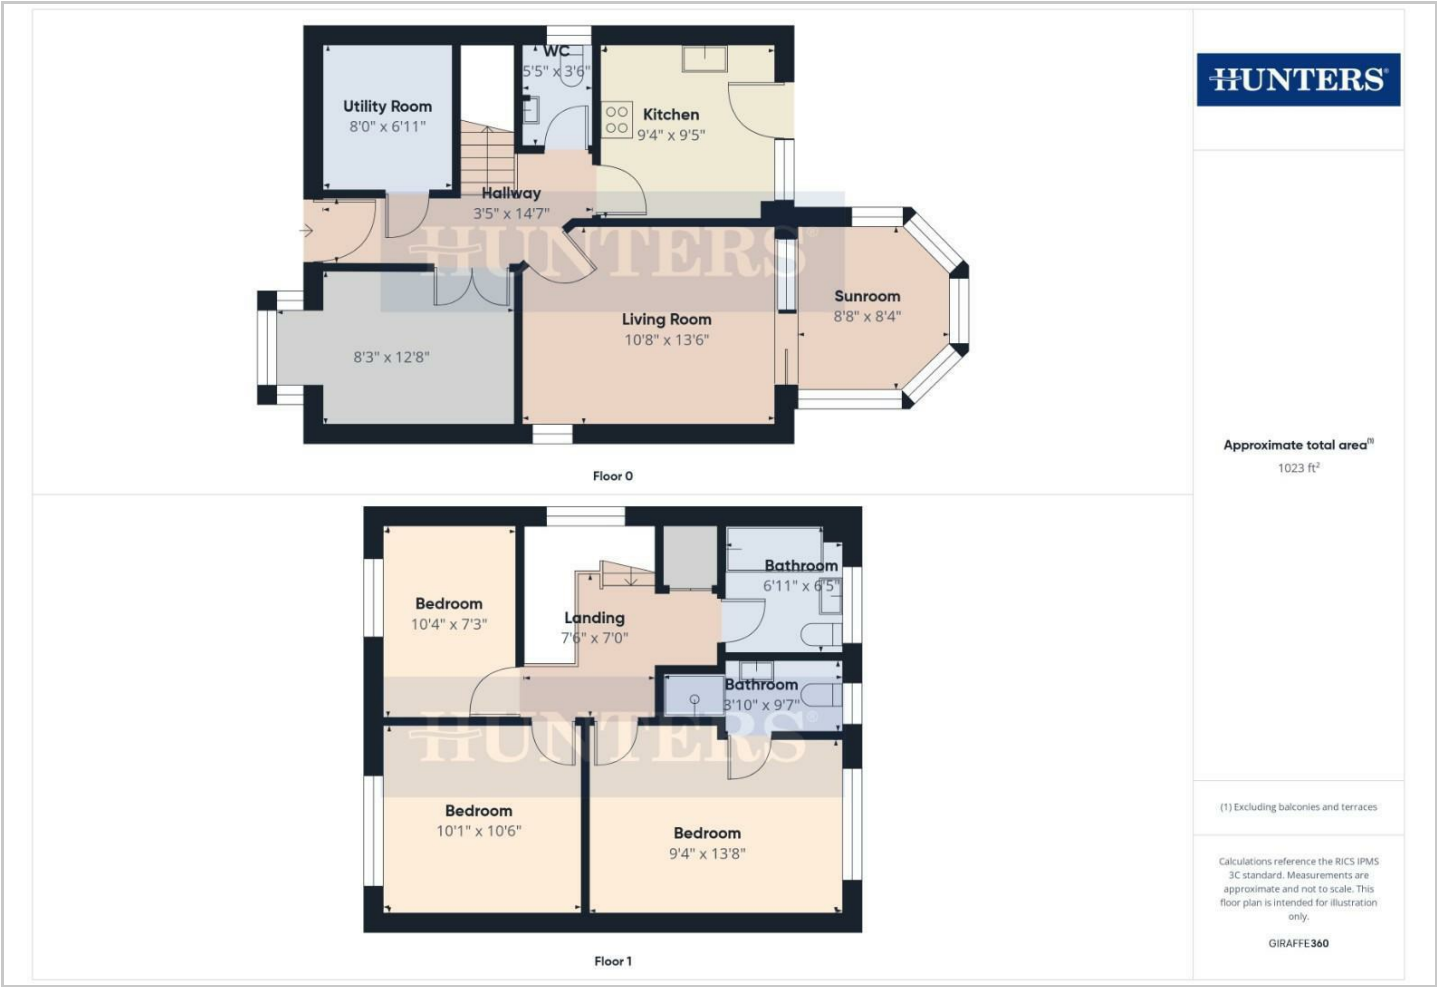 WC
5'5" x 3'6"
Utility Room
8'0" x 6'11"
Kitchen
9'4" x 9'5"
Hallway
3'5" x 14'7"
HUNTERS®
Sunroom
8'8" x 8'4"
Living Room
10'8" x 13'6"
8'3" x 12'8"
Floor 0
Bathroom
6'11" x 6'5"
Bedroom
10'4" x 7'3"
Landing
7'6" x 7'0"
Bathroom
3'10" x 9'7"
HUNTERS®
Bedroom
10'1" x 10'6"
Bedroom
9'4" x 13'8"
Floor 1
HUNTERS®
Approximate total area(1)
1023 ft²
(1) Excluding balconies and terraces
Calculations reference the RICS IPMS
3C standard. Measurements are
approximate and not to scale. This
floor plan is intended for illustration
only.
GIRAFFE360